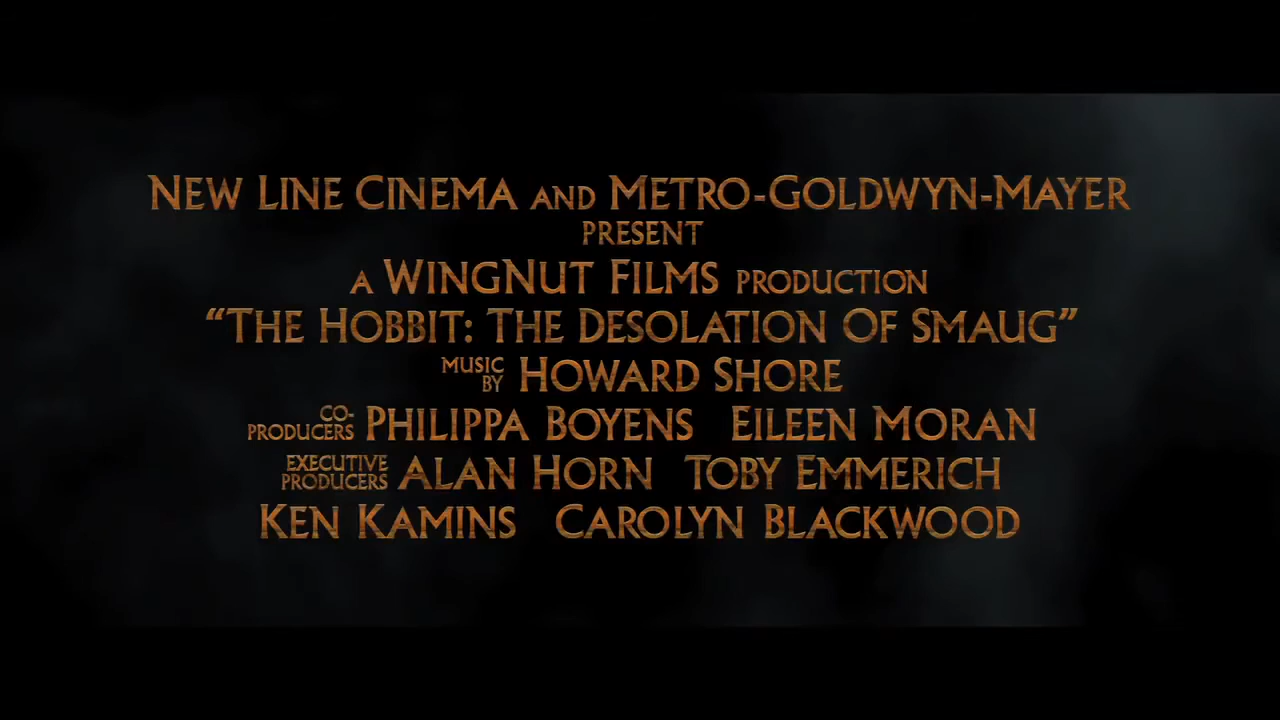 NEW LINE CINEMA AND METRO-GOLDWYN-MAYER
PRESENT
A WINGNUT FILMS PRODUCTION
“THE HOBBIT: THE DESOLATION OF SMAUG”
MUSIC BY HOWARD SHORE
CO-PRODUCERS PHILIPPA BOYENS EILEEN MORAN
EXECUTIVE PRODUCERS ALAN HORN TOBY EMMERICH
KEN KAMINS CAROLYN BLACKWOOD